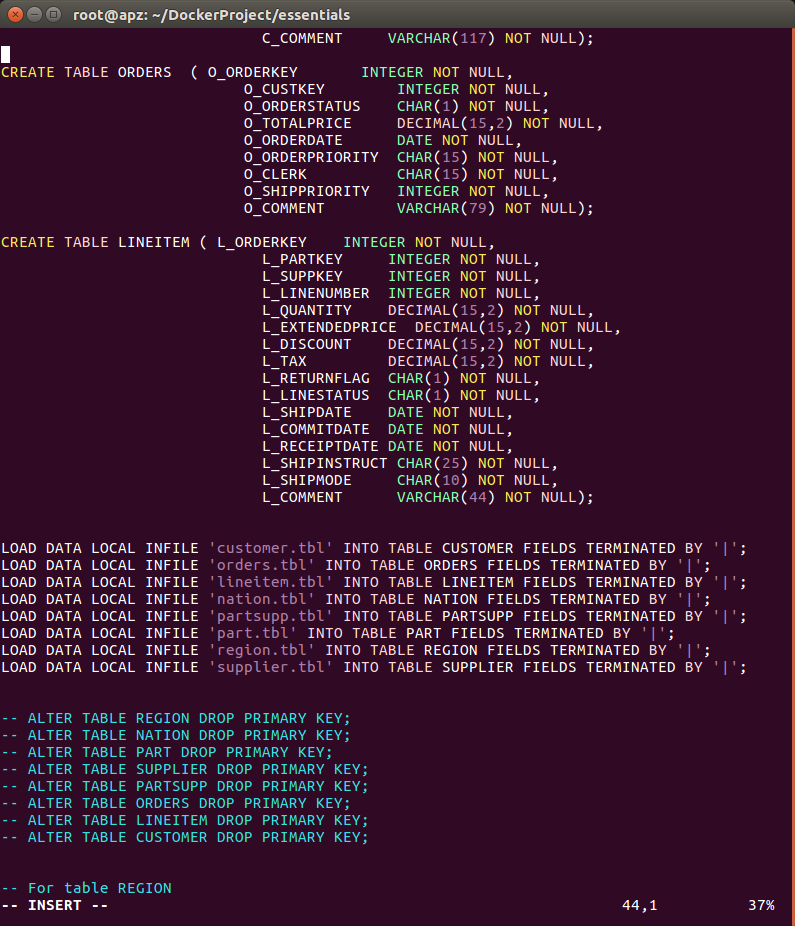 root@apz: ~/DockerProject/essentials
C_COMMENT VARCHAR(117) NOT NULL);
CREATE TABLE ORDERS ( O_ORDERKEY INTEGER NOT NULL,
O_CUSTKEY INTEGER NOT NULL,
O_ORDERSTATUS CHAR(1) NOT NULL,
O_TOTALPRICE DECIMAL(15,2) NOT NULL,
O_ORDERDATE DATE NOT NULL,
O_ORDERPRIORITY CHAR(15) NOT NULL,
O_CLERK CHAR(15) NOT NULL,
O_SHIPPRIORITY INTEGER NOT NULL,
O_COMMENT VARCHAR(79) NOT NULL);
CREATE TABLE LINEITEM ( L_ORDERKEY INTEGER NOT NULL,
L_PARTKEY INTEGER NOT NULL,
L_SUPPKEY INTEGER NOT NULL,
L_LINENUMBER INTEGER NOT NULL,
L_QUANTITY DECIMAL(15,2) NOT NULL,
L_EXTENDEDPRICE DECIMAL(15,2) NOT NULL,
L_DISCOUNT DECIMAL(15,2) NOT NULL,
L_TAX DECIMAL(15,2) NOT NULL,
L_RETURNFLAG CHAR(1) NOT NULL,
L_LINESTATUS CHAR(1) NOT NULL,
L_SHIPDATE DATE NOT NULL,
L_COMMITDATE DATE NOT NULL,
L_RECEIPTDATE DATE NOT NULL,
L_SHIPINSTRUCT CHAR(25) NOT NULL,
L_SHIPMODE CHAR(10) NOT NULL,
L_COMMENT VARCHAR(44) NOT NULL);
LOAD DATA LOCAL INFILE 'customer.tbl' INTO TABLE CUSTOMER FIELDS TERMINATED BY '|';
LOAD DATA LOCAL INFILE 'orders.tbl' INTO TABLE ORDERS FIELDS TERMINATED BY '|';
LOAD DATA LOCAL INFILE 'lineitem.tbl' INTO TABLE LINEITEM FIELDS TERMINATED BY '|';
LOAD DATA LOCAL INFILE 'nation.tbl' INTO TABLE NATION FIELDS TERMINATED BY '|';
LOAD DATA LOCAL INFILE 'partsupp.tbl' INTO TABLE PARTSUPP FIELDS TERMINATED BY '|';
LOAD DATA LOCAL INFILE 'part.tbl' INTO TABLE PART FIELDS TERMINATED BY '|';
LOAD DATA LOCAL INFILE 'region.tbl' INTO TABLE REGION FIELDS TERMINATED BY '|';
LOAD DATA LOCAL INFILE 'supplier.tbl' INTO TABLE SUPPLIER FIELDS TERMINATED BY '|';
-- ALTER TABLE REGION DROP PRIMARY KEY;
-- ALTER TABLE NATION DROP PRIMARY KEY;
-- ALTER TABLE PART DROP PRIMARY KEY;
-- ALTER TABLE SUPPLIER DROP PRIMARY KEY;
-- ALTER TABLE PARTSUPP DROP PRIMARY KEY;
-- ALTER TABLE ORDERS DROP PRIMARY KEY;
-- ALTER TABLE LINEITEM DROP PRIMARY KEY;
-- ALTER TABLE CUSTOMER DROP PRIMARY KEY;
-- For table REGION
-- INSERT -- 44,1 37%